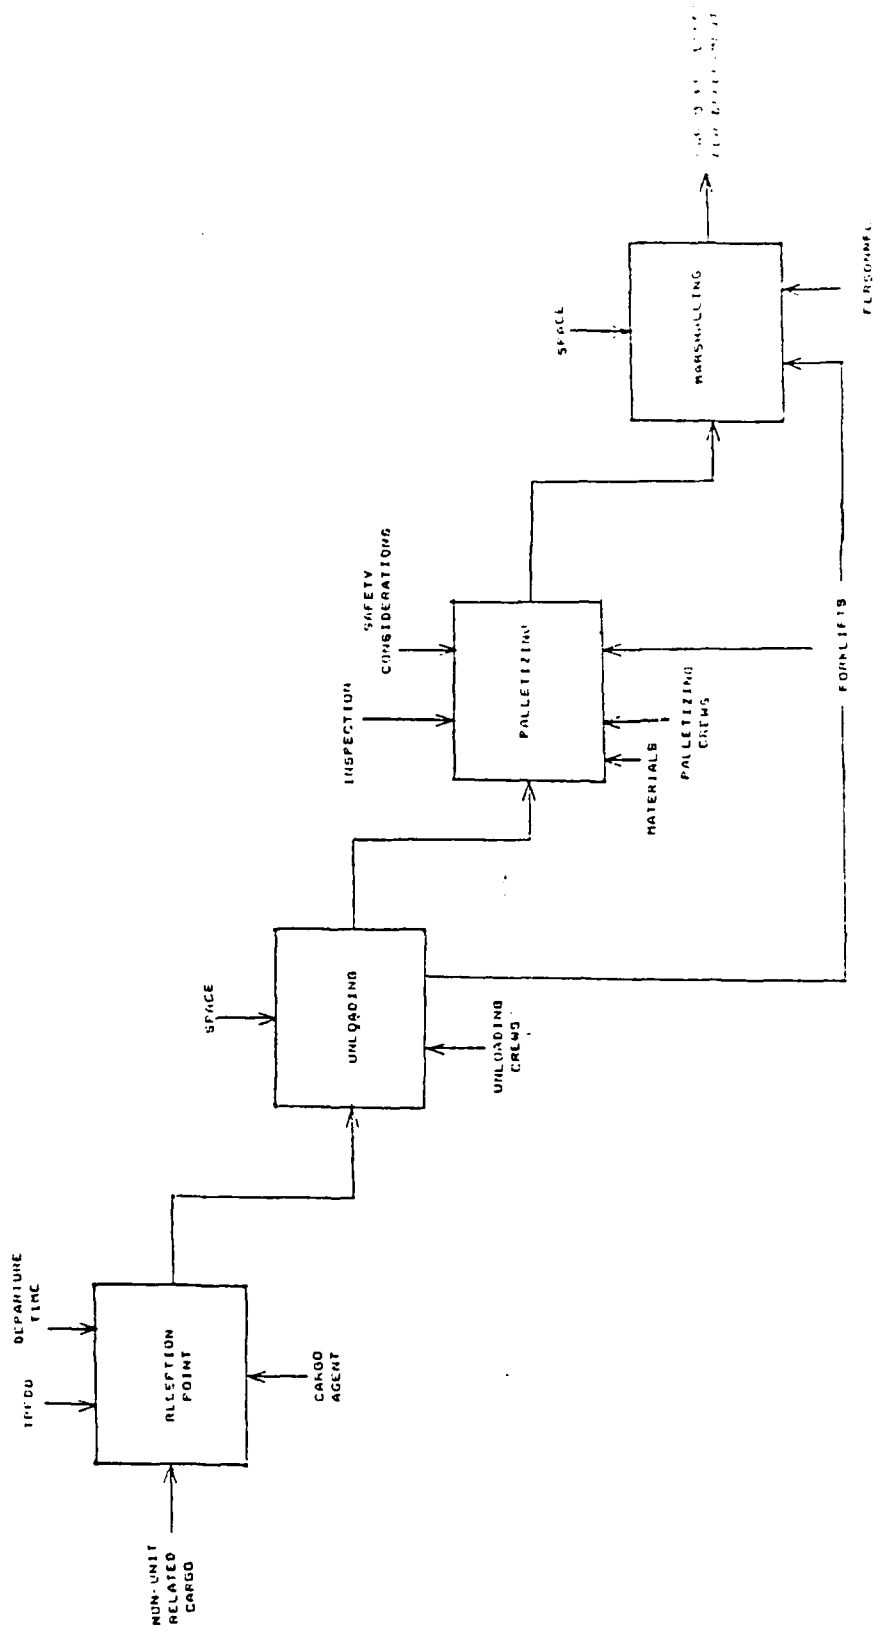 NON-UNIT
RELATED
CARGO
TPFDD
DEPARTURE
TIME
RECEPTION
POINT
CARGO
AGENT
SPACE
UNLOADING
UNLOADING
CREWS
INSPECTION
SAFETY
CONSIDERATIONS
PALLETIZING
MATERIALS
PALLETIZING
CREWS
FORKLIFTS
SPACE
MARSHALLING
PERSONNEL